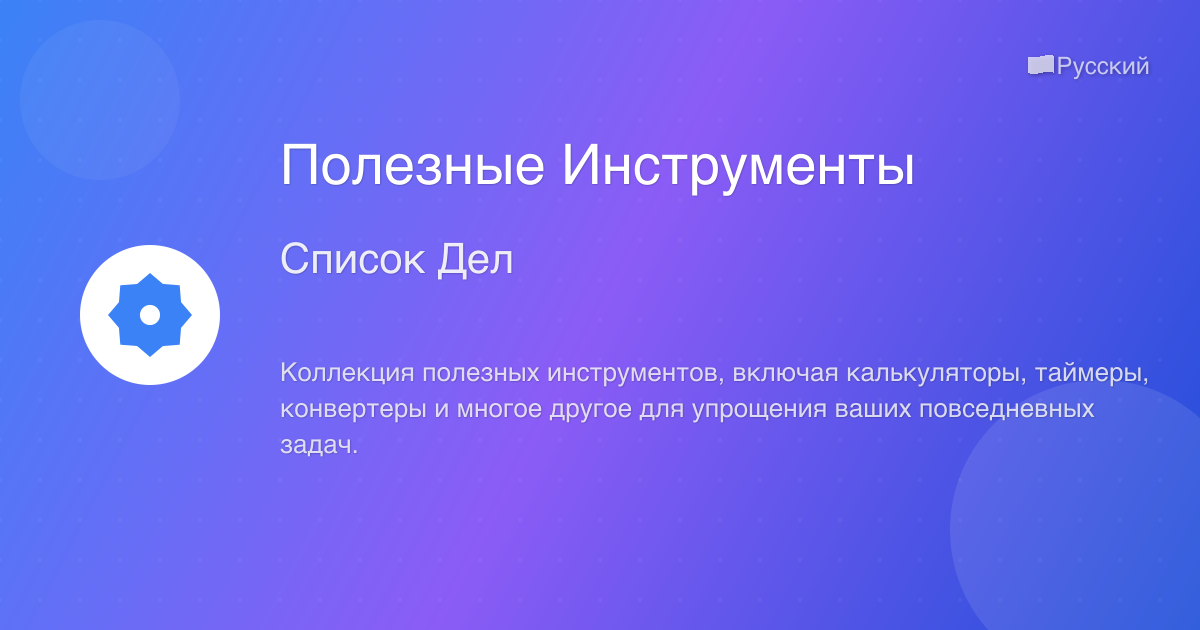 Русский
Полезные Инструменты
Список Дел
Коллекция полезных инструментов, включая калькуляторы, таймеры,
конвертеры и многое другое для упрощения ваших повседневных
задач.